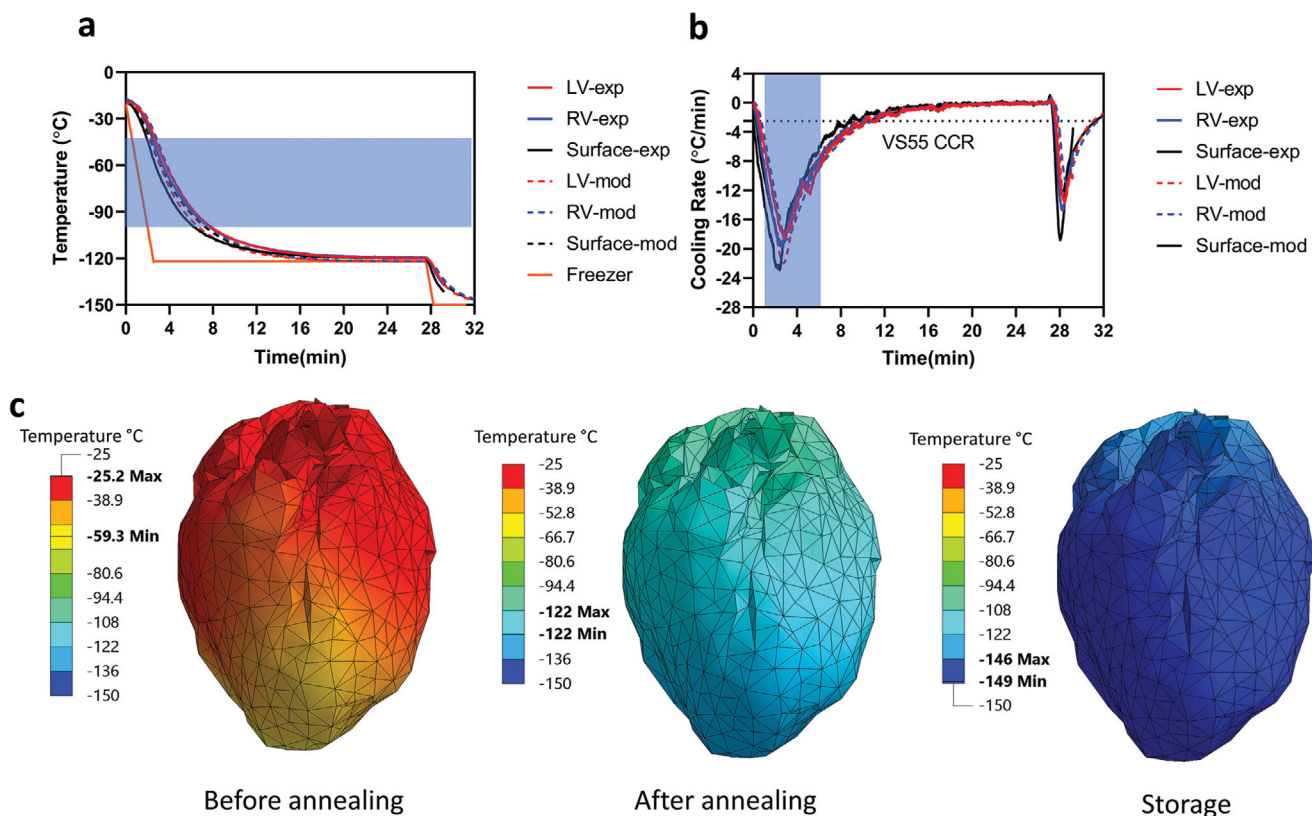 a
Temperature (°C)
0
-30
-60
-90
-120
-150
0 4 8 12 16 20 24 28 32
Time(min)
LV-exp
RV-exp
Surface-exp
LV-mod
RV-mod
Surface-mod
Freezer
b
Cooling Rate (°C/min)
4
0
-4
-8
-12
-16
-20
-24
-28
VS55 CCR
0 4 8 12 16 20 24 28 32
Time(min)
LV-exp
RV-exp
Surface-exp
LV-mod
RV-mod
Surface-mod
c
Temperature °C
-25
-25.2 Max
-38.9
-59.3 Min
-80.6
-94.4
-108
-122
-136
-150
Before annealing
Temperature °C
-25
-38.9
-52.8
-66.7
-80.6
-94.4
-108
-122 Max
-122 Min
-136
-150
After annealing
Temperature °C
-25
-38.9
-52.8
-66.7
-80.6
-94.4
-108
-122
-146 Max
-149 Min
-150
Storage